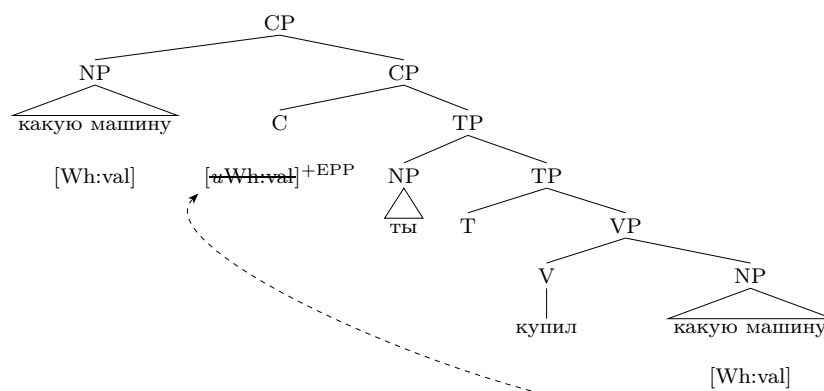 CP
NP CP
какую машину C TP
[Wh:val] [uWh:val]+EPP NP TP
ты T VP
V NP
купил какую машину
[Wh:val]